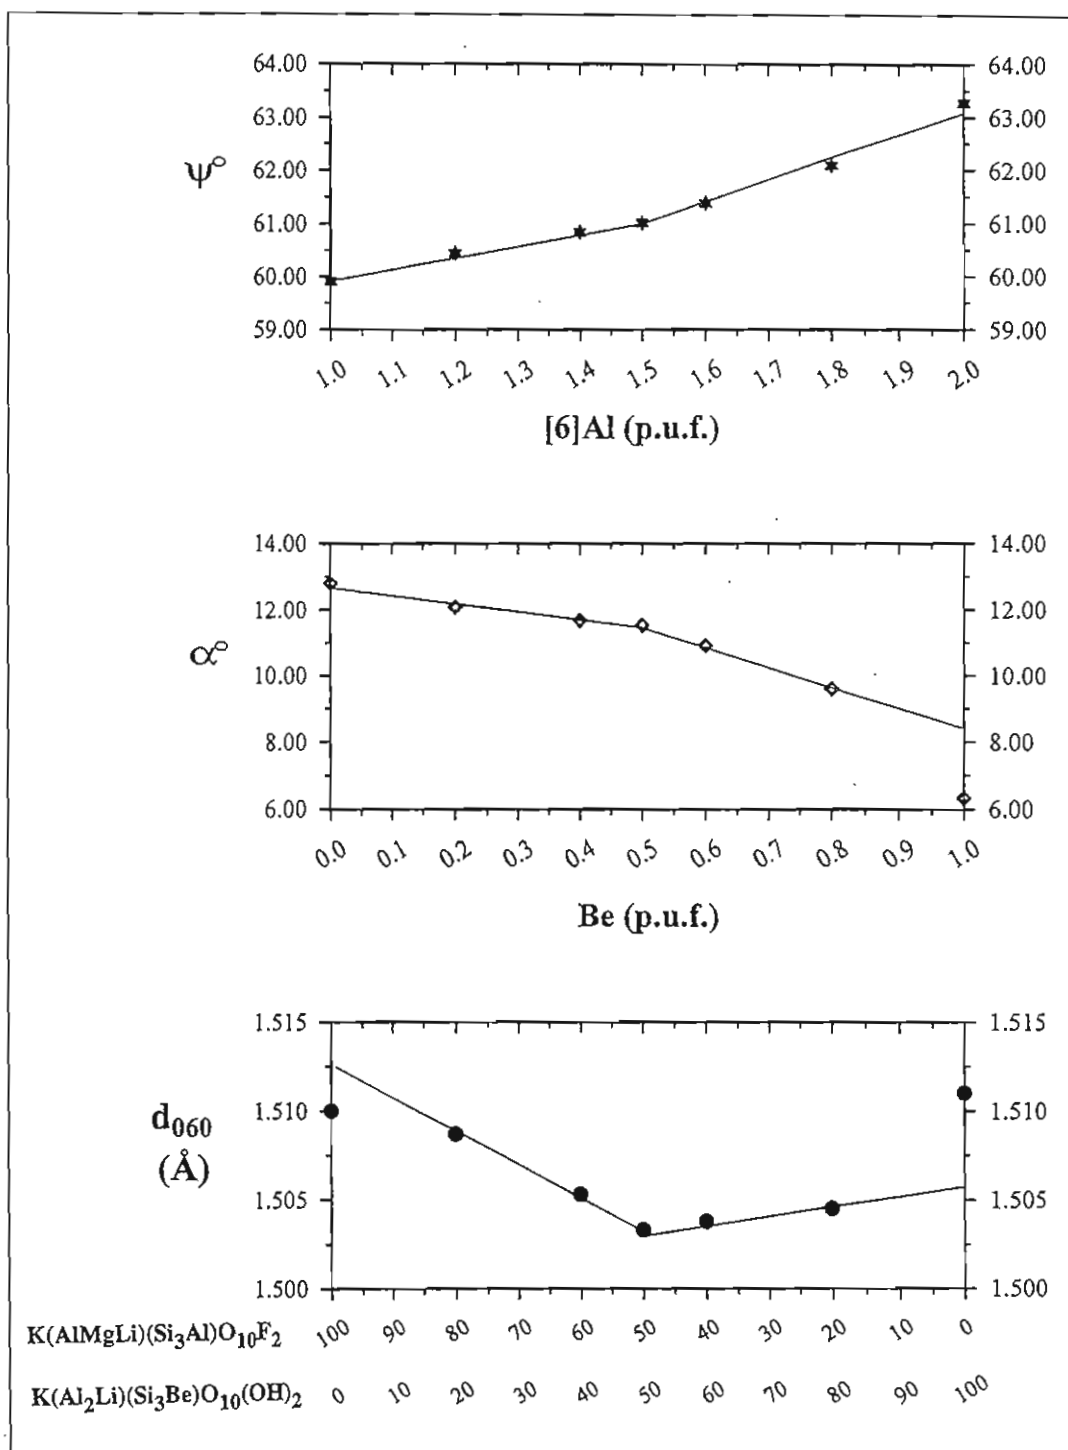 64.00 64.00
63.00 63.00
ψ° 62.00 62.00
61.00 61.00
60.00 60.00
59.00 59.00
1.0 1.1 1.2 1.3 1.4 1.5 1.6 1.7 1.8 1.9 2.0
[6]Al (p.u.f.)
14.00 14.00
12.00 12.00
α°
10.00 10.00
8.00 8.00
6.00 6.00
0.0 0.1 0.2 0.3 0.4 0.5 0.6 0.7 0.8 0.9 1.0
Be (p.u.f.)
1.515 1.515
d₀₆₀ 1.510 1.510
(Å)
1.505 1.505
1.500 1.500
K(AlMgLi)(Si₃Al)O₁₀F₂ 100 90 80 70 60 50 40 30 20 10 0
K(Al₂Li)(Si₃Be)O₁₀(OH)₂ 0 10 20 30 40 50 60 70 80 90 100